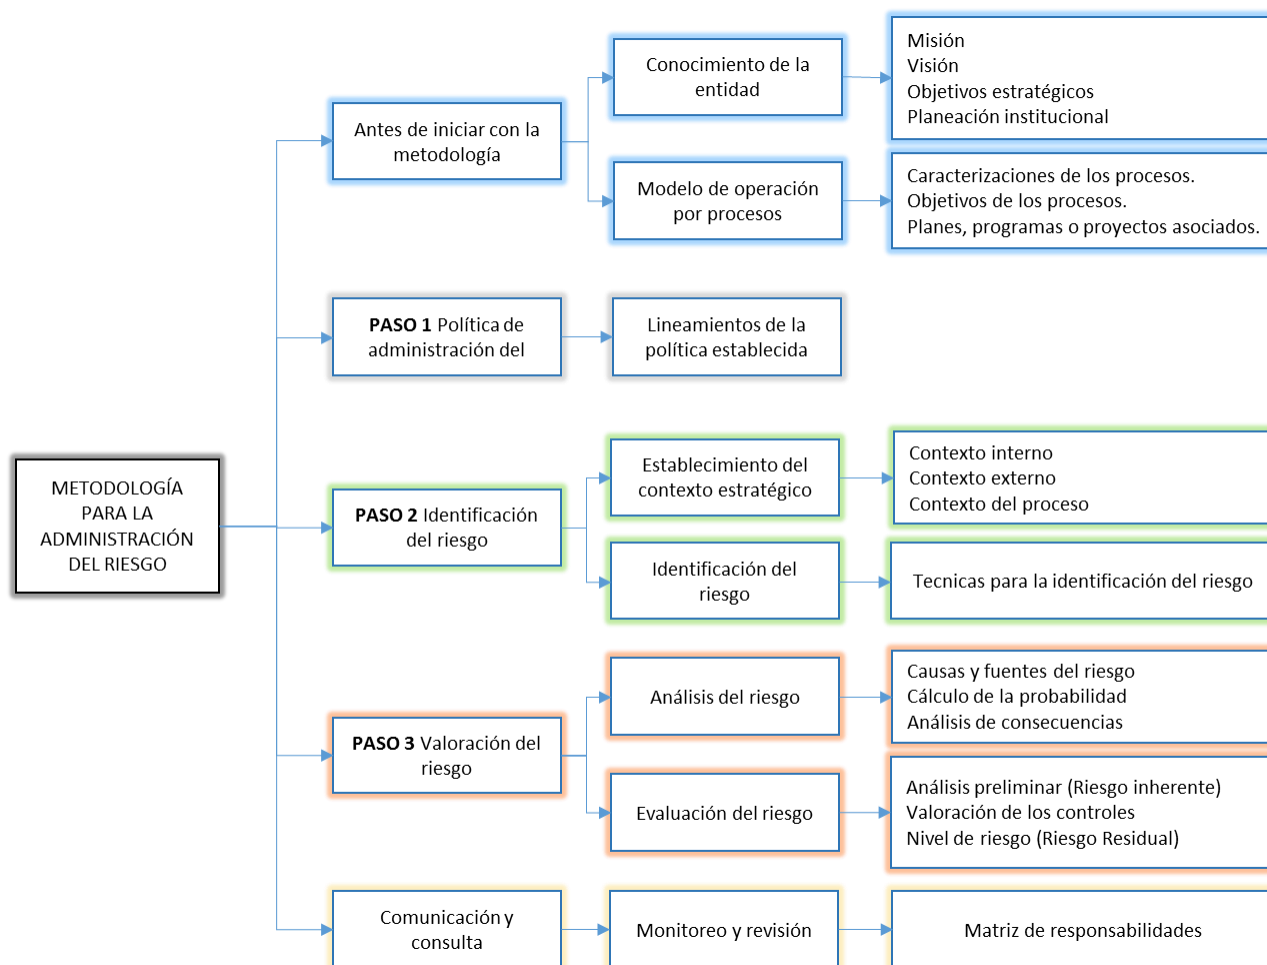 Conocimiento de la
entidad
Misión
Visión
Objetivos estratégicos
Planeación institucional
Antes de iniciar con la
metodología
Modelo de operación
por procesos
Caracterizaciones de los procesos.
Objetivos de los procesos.
Planes, programas o proyectos asociados.
PASO 1 Política de
administración del
Lineamientos de la
política establecida
METODOLOGÍA
PARA LA
ADMINISTRACIÓN
DEL RIESGO
PASO 2 Identificación
del riesgo
Establecimiento del
contexto estratégico
Contexto interno
Contexto externo
Contexto del proceso
Identificación del
riesgo
Tecnicas para la identificación del riesgo
PASO 3 Valoración del
riesgo
Análisis del riesgo
Causas y fuentes del riesgo
Cálculo de la probabilidad
Análisis de consecuencias
Evaluación del riesgo
Análisis preliminar (Riesgo inherente)
Valoración de los controles
Nivel de riesgo (Riesgo Residual)
Comunicación y
consulta
Monitoreo y revisión
Matriz de responsabilidades